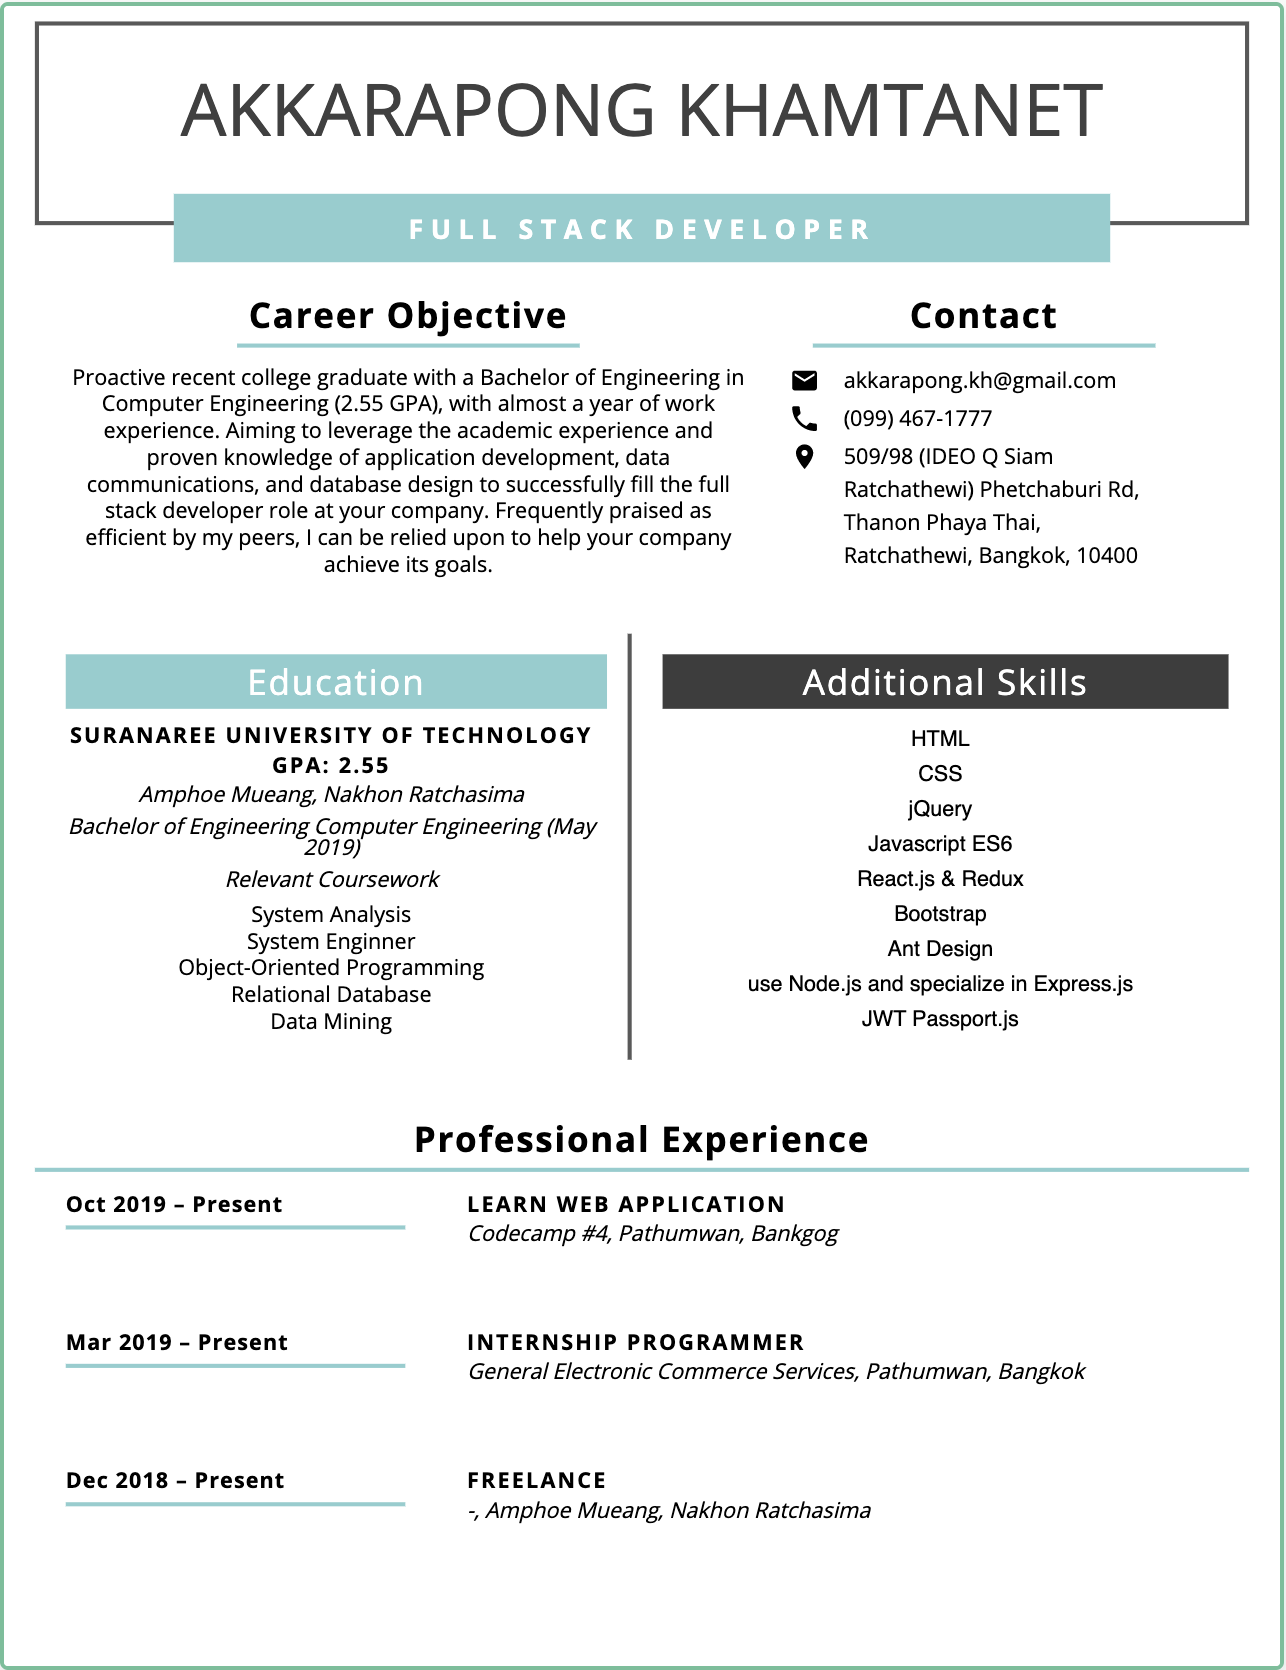 AKKARAPONG KHAMTANET
FULL STACK DEVELOPER
Career Objective
Proactive recent college graduate with a Bachelor of Engineering in
Computer Engineering (2.55 GPA), with almost a year of work
experience. Aiming to leverage the academic experience and
proven knowledge of application development, data
communications, and database design to successfully fill the full
stack developer role at your company. Frequently praised as
efficient by my peers, I can be relied upon to help your company
achieve its goals.
Contact
akkarapong.kh@gmail.com
(099) 467-1777
509/98 (IDEO Q Siam
Ratchathewi) Phetchaburi Rd,
Thanon Phaya Thai,
Ratchathewi, Bangkok, 10400
Education
SURANAREE UNIVERSITY OF TECHNOLOGY
GPA: 2.55
Amphoe Mueang, Nakhon Ratchasima
Bachelor of Engineering Computer Engineering (May
2019)
Relevant Coursework
System Analysis
System Enginner
Object-Oriented Programming
Relational Database
Data Mining
Additional Skills
HTML
CSS
jQuery
Javascript ES6
React.js & Redux
Bootstrap
Ant Design
use Node.js and specialize in Express.js
JWT Passport.js
Professional Experience
Oct 2019 – Present
LEARN WEB APPLICATION
Codecamp #4, Pathumwan, Bankgog
Mar 2019 – Present
INTERNSHIP PROGRAMMER
General Electronic Commerce Services, Pathumwan, Bangkok
Dec 2018 – Present
FREELANCE
-, Amphoe Mueang, Nakhon Ratchasima